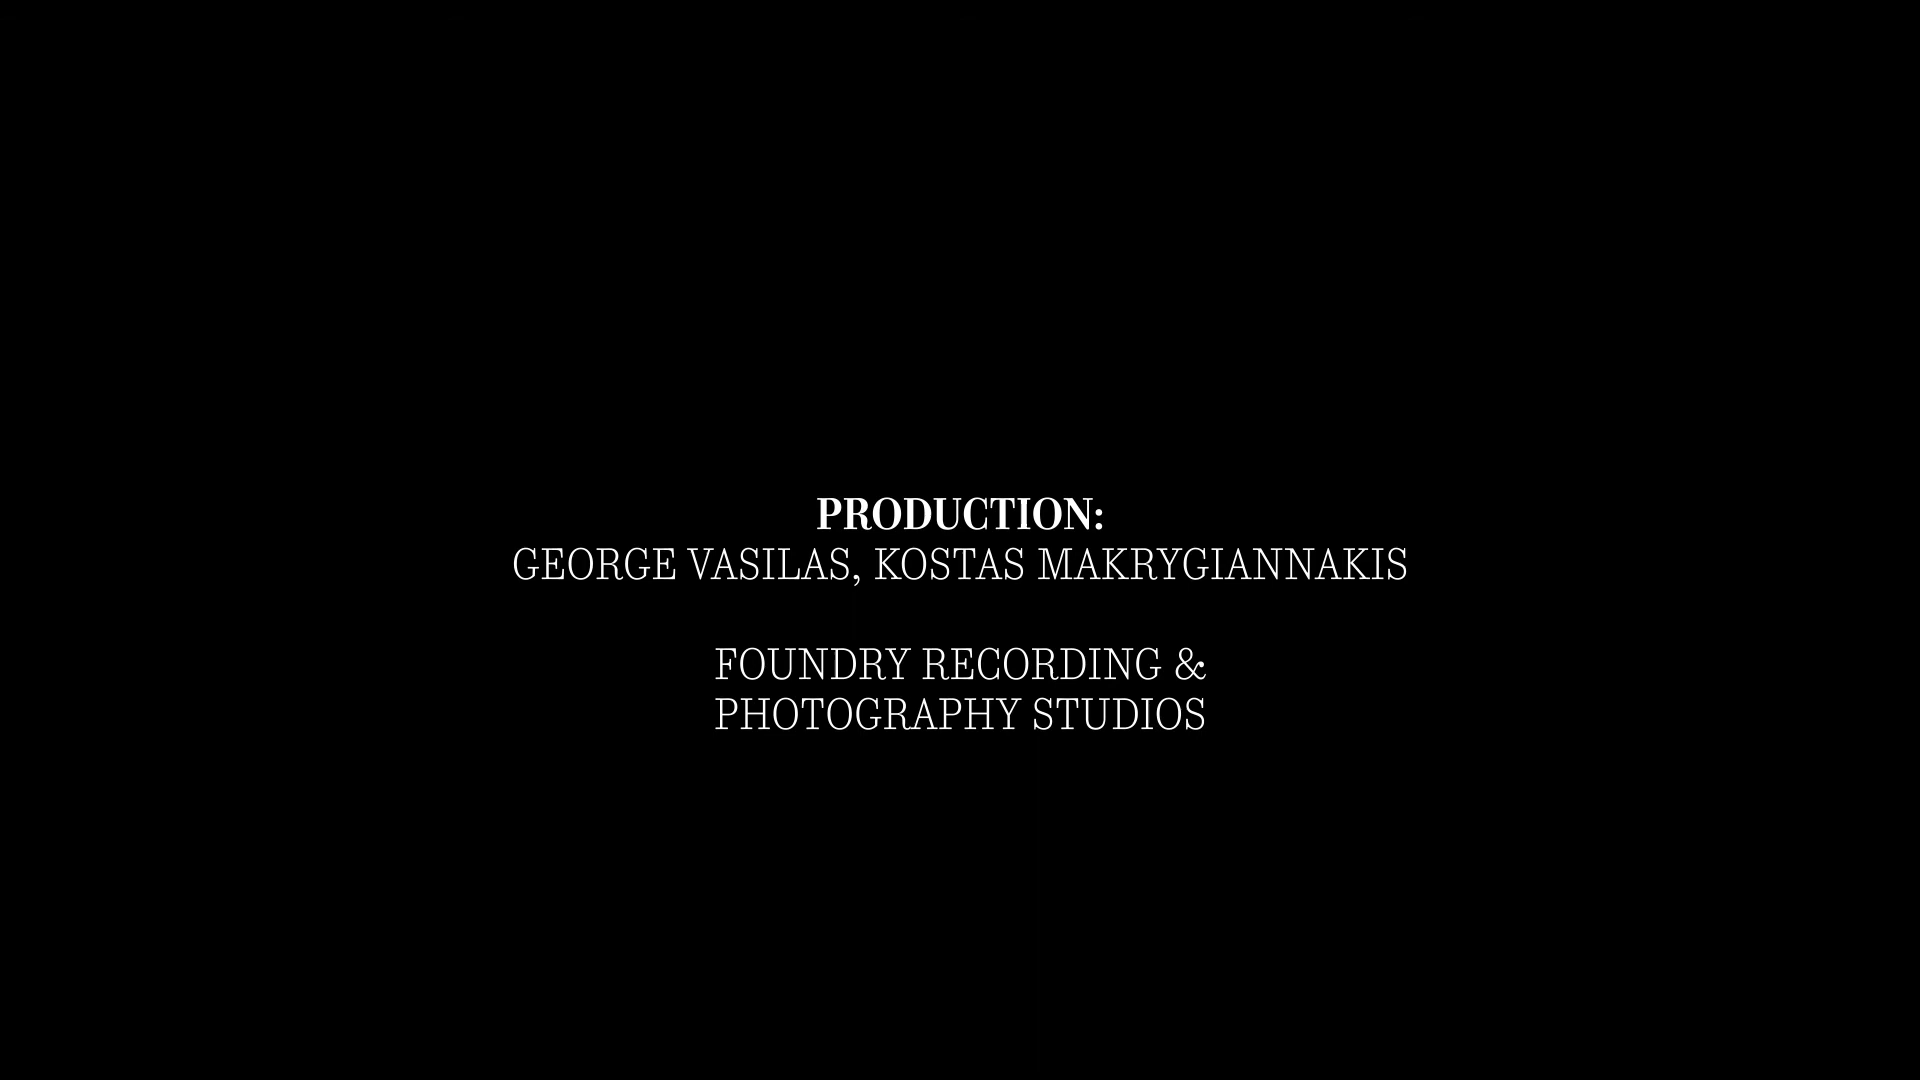 PRODUCTION:
GEORGE VASILAS, KOSTAS MAKRYGIANNAKIS
FOUNDRY RECORDING &
PHOTOGRAPHY STUDIOS